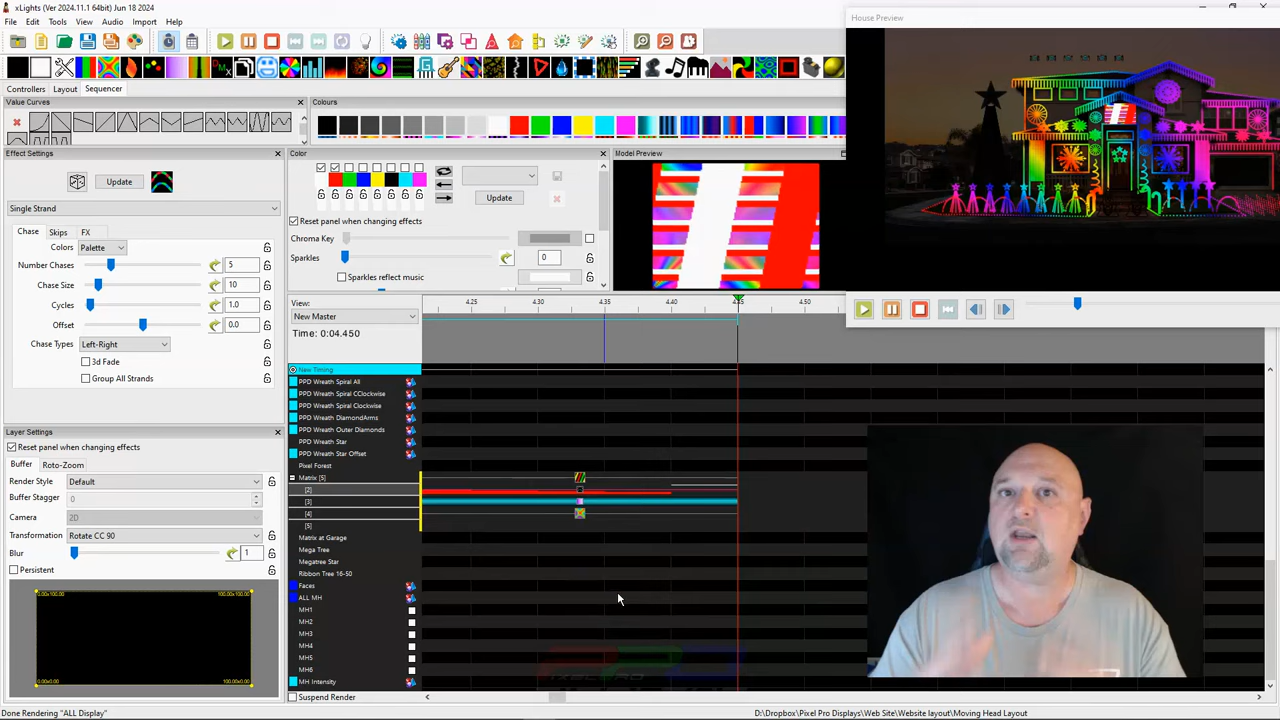 xLights (Ver 2024.11.1 64bit) Jun 18 2024
File Edit Tools View Audio Import Help
House Preview
Controllers Layout Sequencer
Value Curves
Colours
Effect Settings
Color
Model Preview
Update
Single Strand
Update
Chase Skips FX
Reset panel when changing effects
Colors Palette
Chroma Key
Number Chases 5
Sparkles 0
Chase Size 10
Sparkles reflect music
Cycles 1.0
View:
4.25 4.30 4.35 4.40 4.45 4.50
New Master
Offset 0.0
Time: 0:04.450
Chase Types Left-Right
3d Fade
New Timing
Group All Strands
PPD Wreath Spiral All
PPD Wreath Spiral CClockwise
PPD Wreath Spiral Clockwise
PPD Wreath DiamondArms
PPD Wreath Outer Diamonds
Layer Settings
PPD Wreath Star
Reset panel when changing effects
PPD Wreath Star Offset
Buffer Roto-Zoom
Pixel Forest
Render Style Default
Matrix [5]
[2]
Buffer Stagger 0
[3]
Camera 2D
[4]
[5]
Transformation Rotate CC 90
Matrix at Garage
Blur 1
Mega Tree
Megatree Star
Persistent
Ribbon Tree 16-50
Faces
ALL MH
100.00x100.00
MH1
MH2
MH3
MH4
MH5
MH6
MH Intensity
0.00x0.00
100.00x0.00
Suspend Render
Done Rendering "ALL Display"
D:\Dropbox\Pixel Pro Displays\Web Site\Website layout\Moving Head Layout